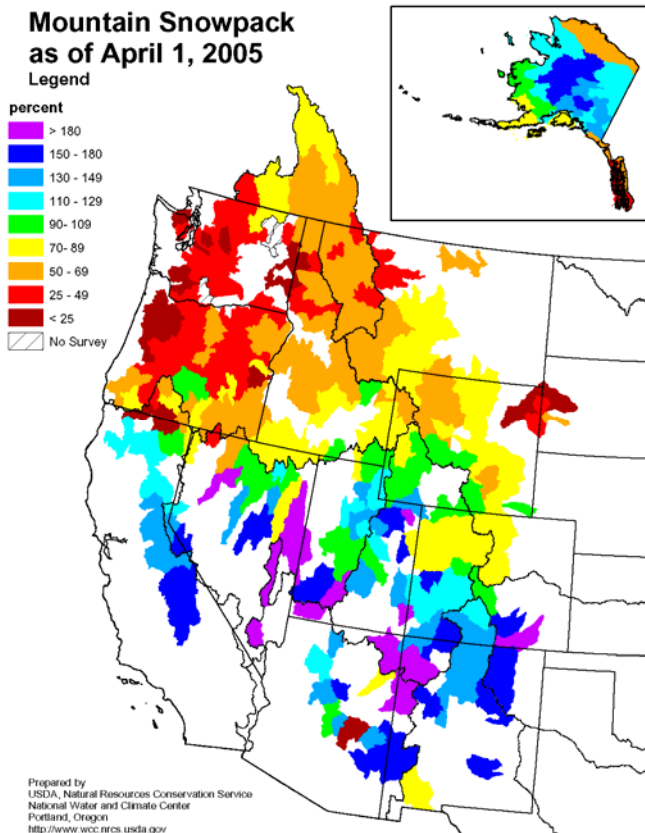 Mountain Snowpack
as of April 1, 2005
Legend
percent
> 180
150 - 180
130 - 149
110 - 129
90 - 109
70 - 89
50 - 69
25 - 49
< 25
No Survey
Prepared by
USDA, Natural Resources Conservation Service
National Water and Climate Center
Portland, Oregon
http://www.wcc.nrcs.usda.gov